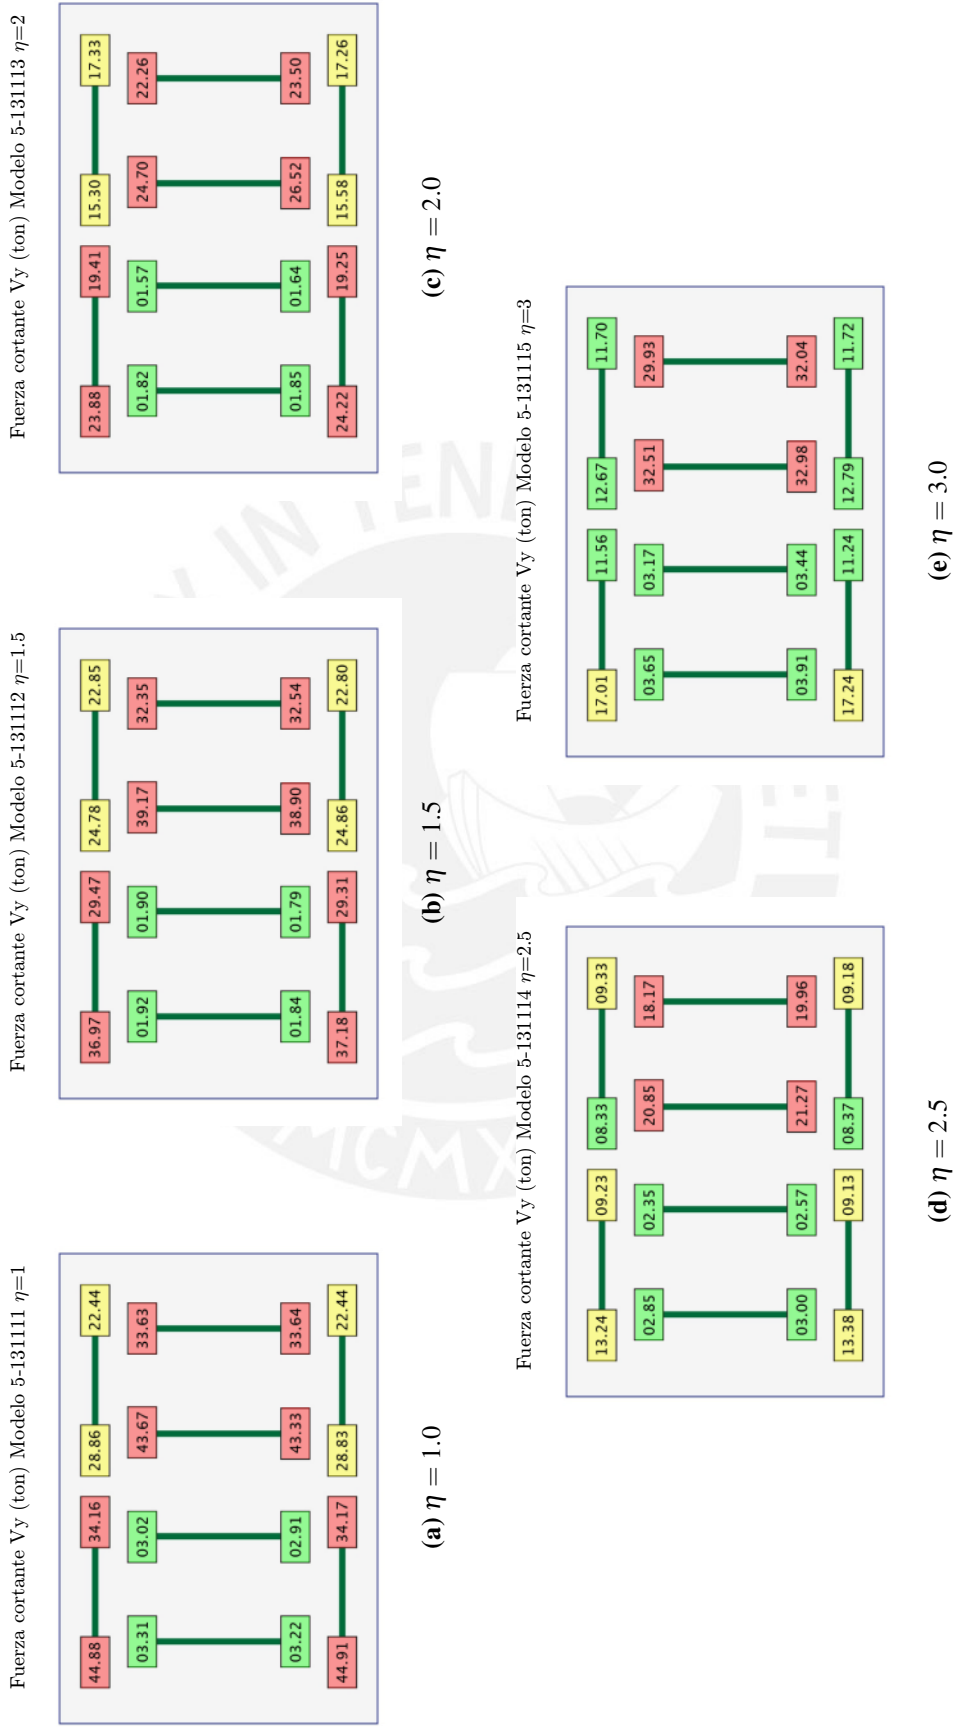 Fuerza cortante Vy (ton) Modelo 5-131111 η=1
44.88 34.16 28.86 22.44
03.31 03.02 43.67 33.63
03.22 02.91 43.33 33.64
44.91 34.17 28.83 22.44
(a) η = 1.0
Fuerza cortante Vy (ton) Modelo 5-131112 η=1.5
36.97 29.47 24.78 22.85
01.92 01.90 39.17 32.35
01.84 01.79 38.90 32.54
37.18 29.31 24.86 22.80
(b) η = 1.5
Fuerza cortante Vy (ton) Modelo 5-131113 η=2
23.88 19.41 15.30 17.33
01.82 01.57 24.70 22.26
01.85 01.64 26.52 23.50
24.22 19.25 15.58 17.26
(c) η = 2.0
Fuerza cortante Vy (ton) Modelo 5-131114 η=2.5
13.24 09.23 08.33 09.33
02.85 02.35 20.85 18.17
03.00 02.57 21.27 19.96
13.38 09.13 08.37 09.18
(d) η = 2.5
Fuerza cortante Vy (ton) Modelo 5-131115 η=3
17.01 11.56 12.67 11.70
03.65 03.17 32.51 29.93
03.91 03.44 32.98 32.04
17.24 11.24 12.79 11.72
(e) η = 3.0
IN
MCMX